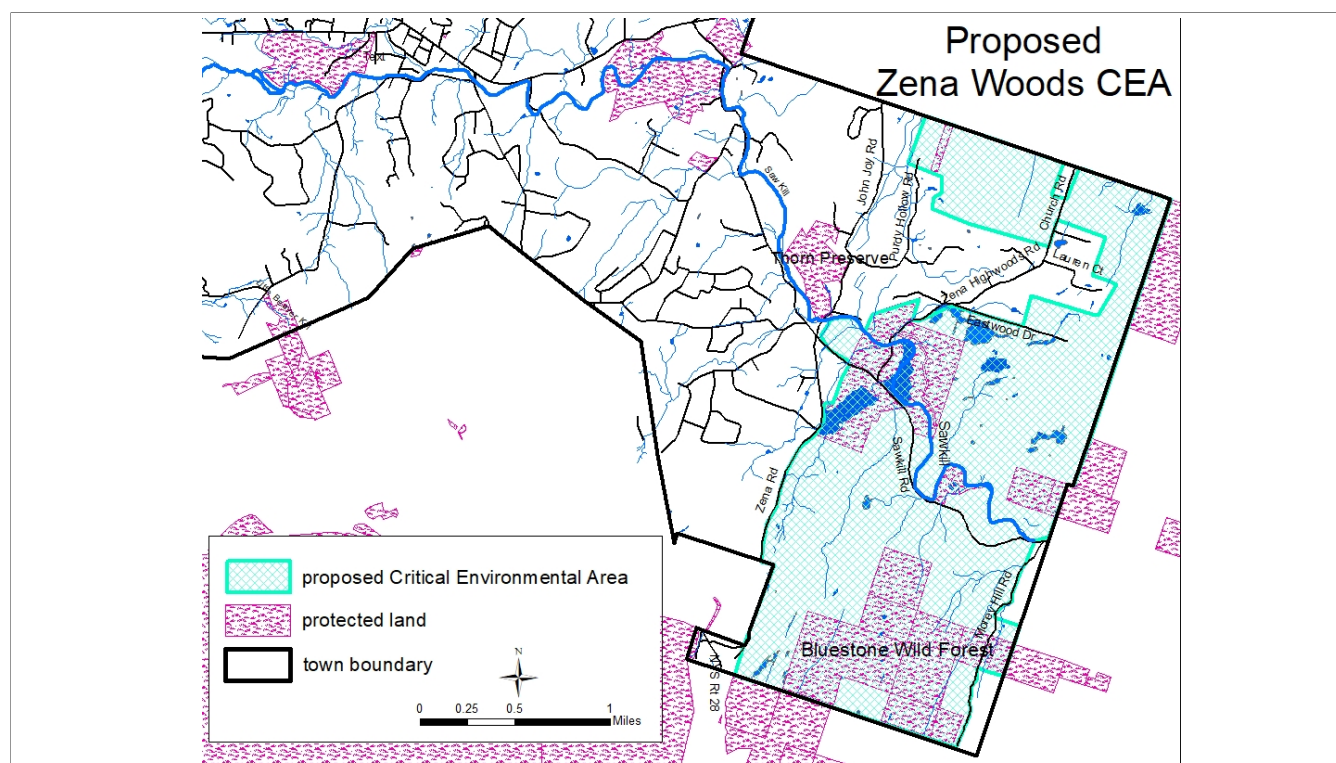 Proposed
Zena Woods CEA
Text
Saw Kill
John Joy Rd
Purdy Hollow Rd
Church Rd
Thorn Preserve
Lauren Ct
Zena Highwoods Rd
Eastwood Dr
Sawkill
Sawkill Rd
Zena Rd
Morey Hill Rd
Bluestone Wild Forest
NYS Rt 28
proposed Critical Environmental Area
protected land
town boundary
N
0 0.25 0.5 1
Miles